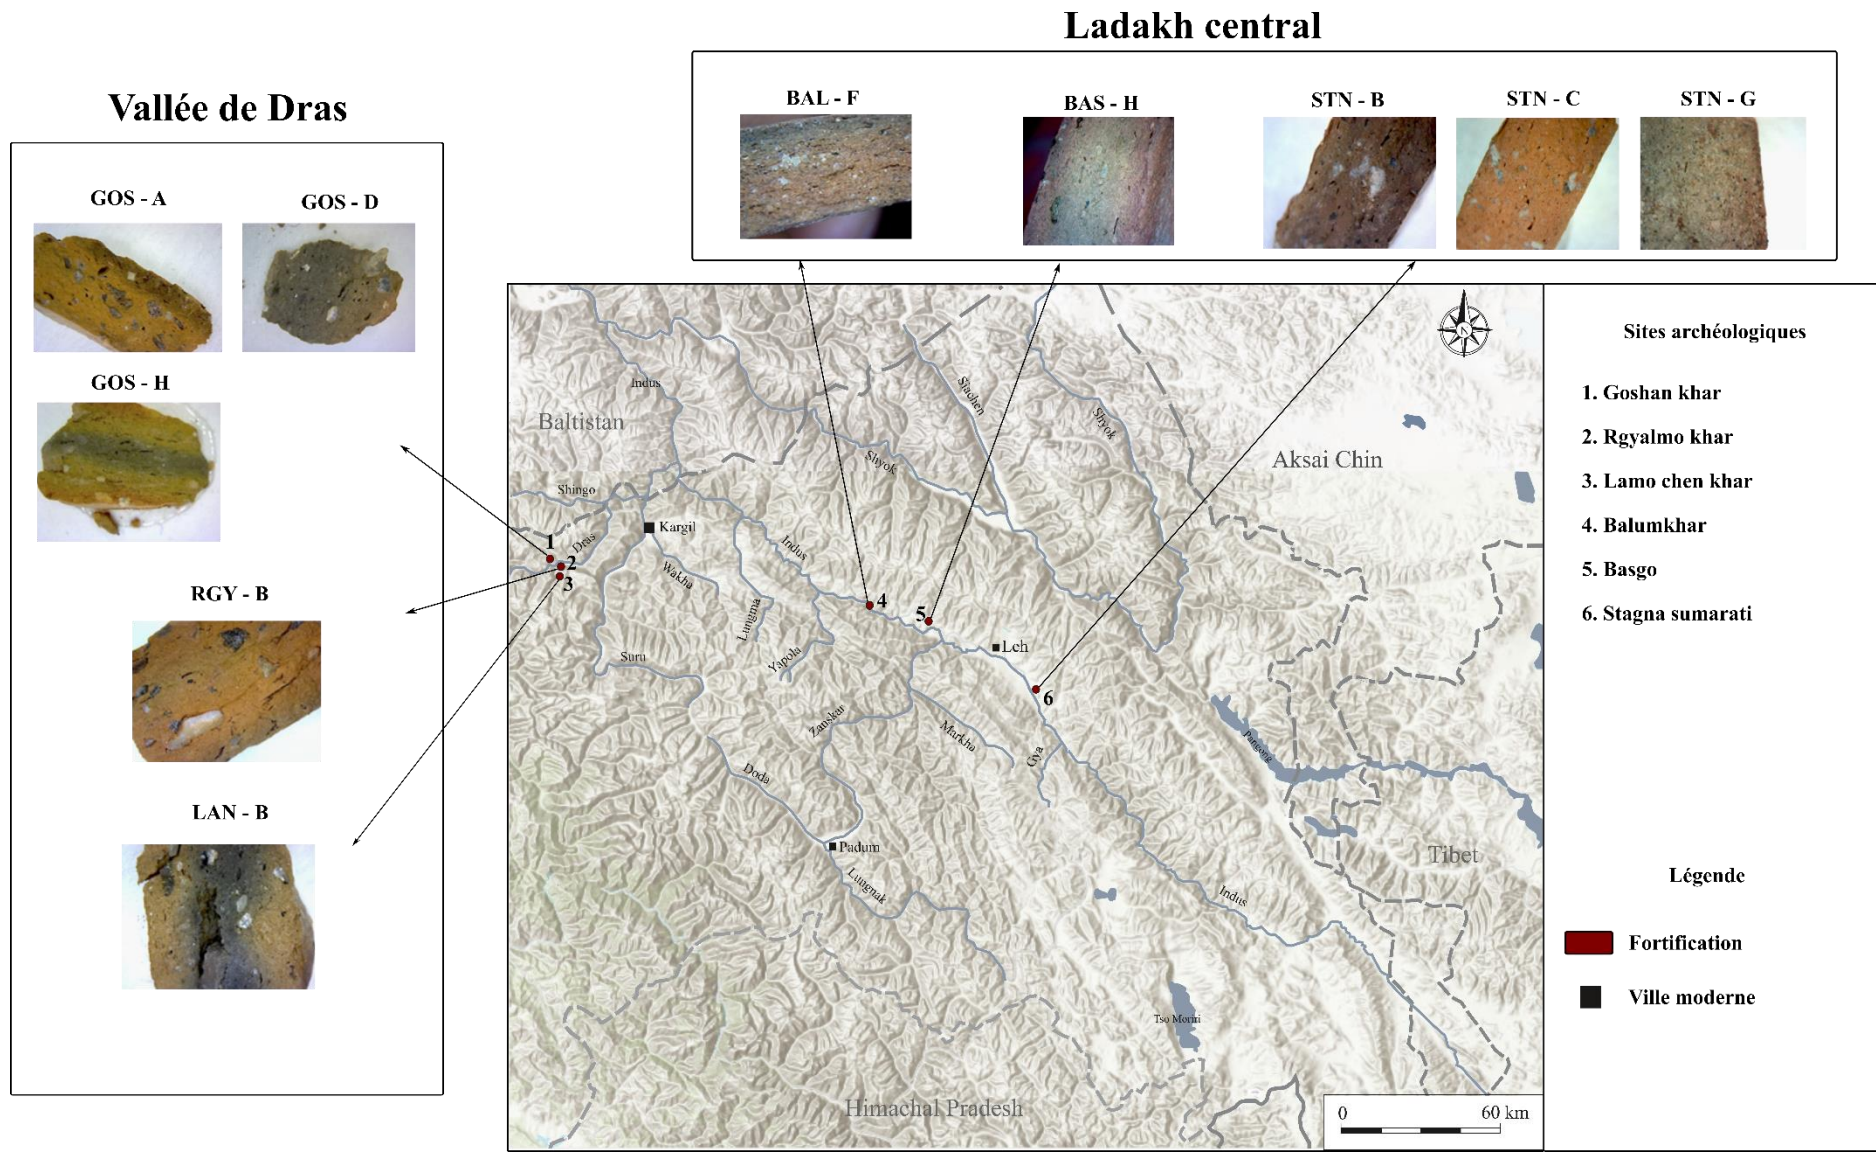 Ladakh central
BAL - F
BAS - H
STN - B
STN - C
STN - G
Vallée de Dras
GOS - A
GOS - D
GOS - H
RGY - B
LAN - B
Baltistan
Aksai Chin
Tibet
Himachal Pradesh
Indus
Siachen
Shyok
Shyok
Shingo
Kargil
Dras
Indus
Wakha
Lungma
Yapola
Suru
Leh
Zanskar
Markha
Gya
Doda
Padum
Lungnak
Pangong
Indus
Tso Moriri
1
2
3
4
5
6
N
0 60 km
Sites archéologiques
1. Goshan khar
2. Rgyalmo khar
3. Lamo chen khar
4. Balumkhar
5. Basgo
6. Stagna sumarati
Légende
Fortification
Ville moderne